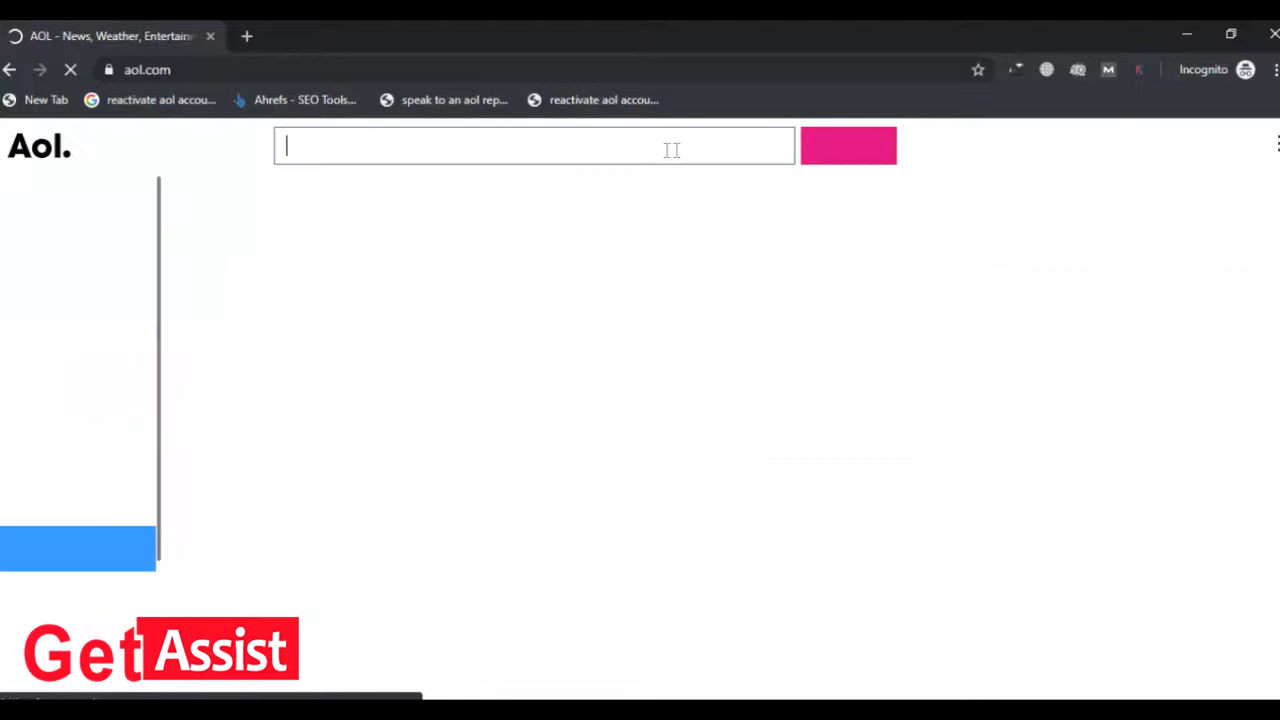 AOL - News, Weather, Entertain
aol.com
Incognito
New Tab
reactivate aol accou...
Ahrefs - SEO Tools...
speak to an aol rep...
reactivate aol accou...
Aol.
Get Assist